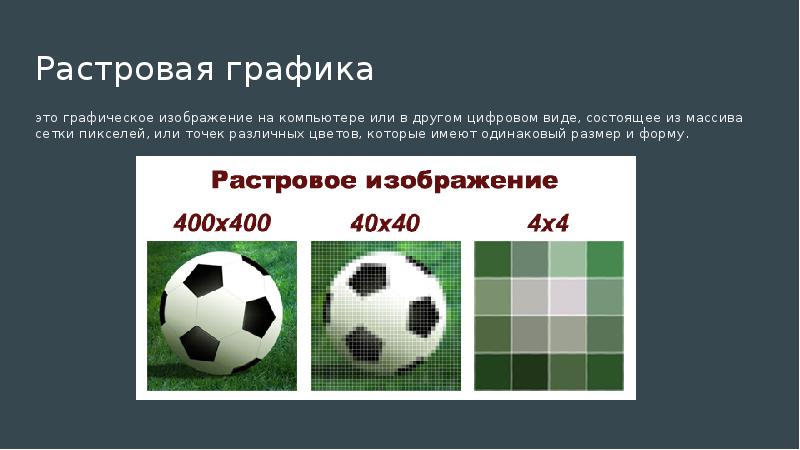 Растровая графика
это графическое изображение на компьютере или в другом цифровом виде, состоящее из массива
сетки пикселей, или точек различных цветов, которые имеют одинаковый размер и форму.
Растровое изображение
400x400 40x40 4x4